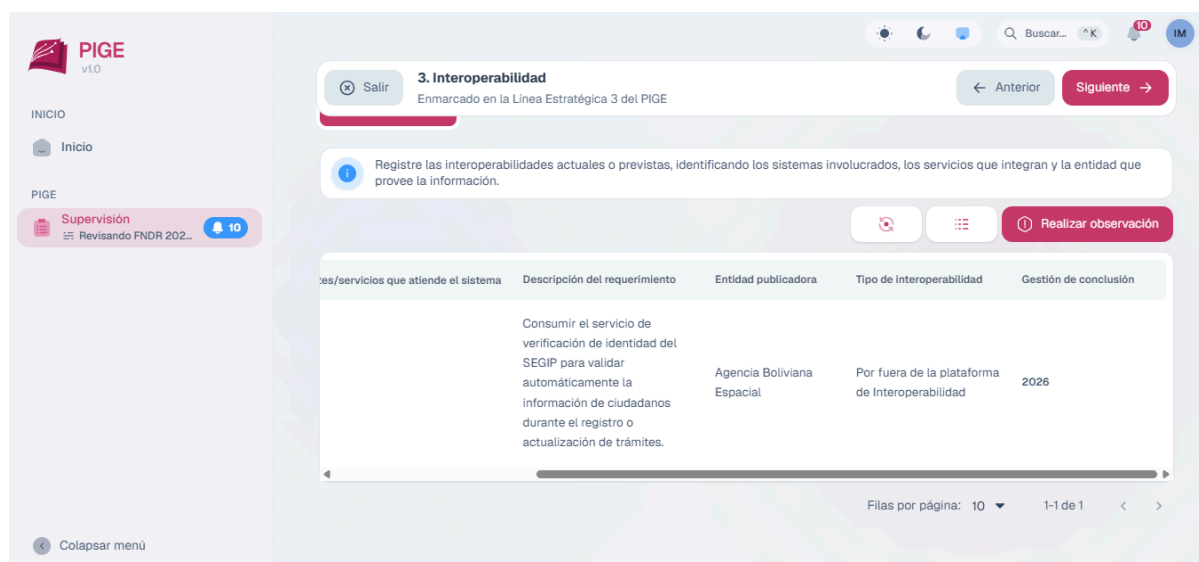 PIGE
v1.0
INICIO
Inicio
PIGE
Supervisión
Revisando FNDR 202...
10
Colapsar menú
Buscar...
^K
10
IM
Salir
3. Interoperabilidad
Enmarcado en la Línea Estratégica 3 del PIGE
Anterior
Siguiente
Registre las interoperabilidades actuales o previstas, identificando los sistemas involucrados, los servicios que integran y la entidad que
provee la información.
Realizar observación
es/servicios que atiende el sistema
Descripción del requerimiento
Entidad publicadora
Tipo de interoperabilidad
Gestión de conclusión
Consumir el servicio de
verificación de identidad del
SEGIP para validar
automáticamente la
información de ciudadanos
durante el registro o
actualización de trámites.
Agencia Boliviana
Espacial
Por fuera de la plataforma
de Interoperabilidad
2026
Filas por página: 10
1-1 de 1